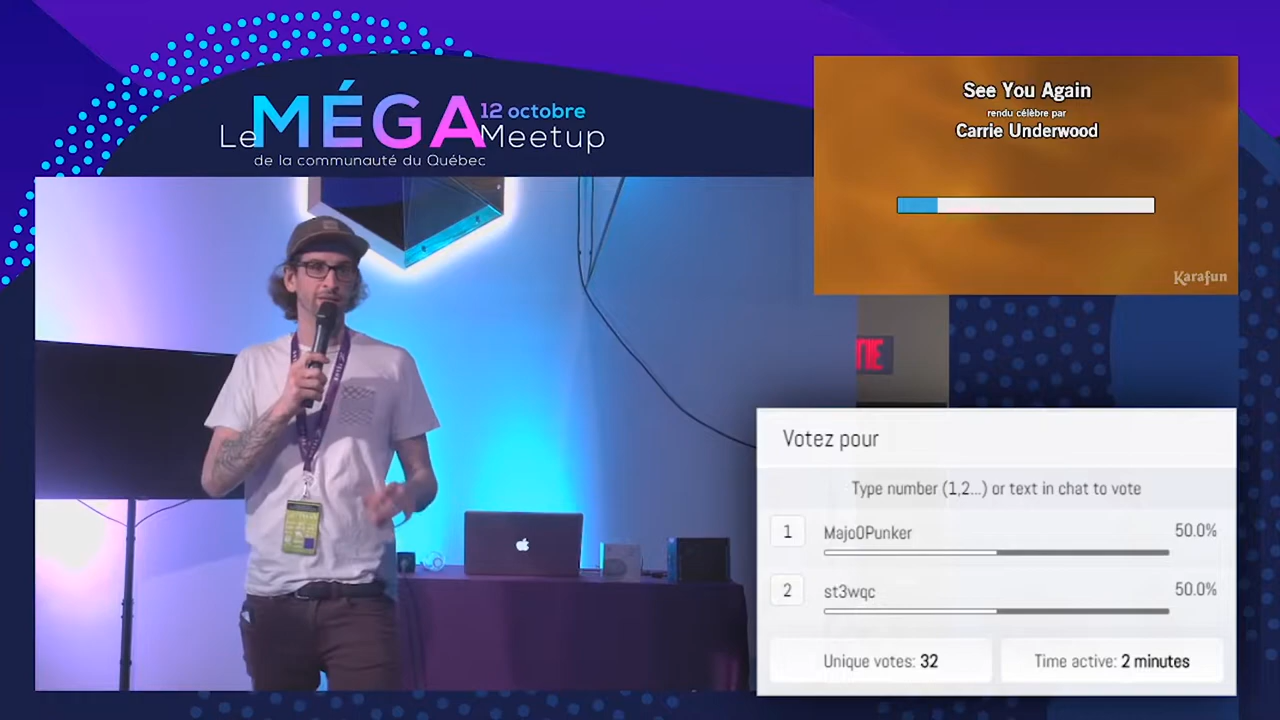 Le MÉGA 12 octobre
Meetup
de la communauté du Québec
See You Again
rendu célèbre par
Carrie Underwood
Karafun
TIE
Votez pour
Type number (1,2...) or text in chat to vote
1 MajoOPunker 50.0%
2 st3wqc 50.0%
Unique votes: 32
Time active: 2 minutes